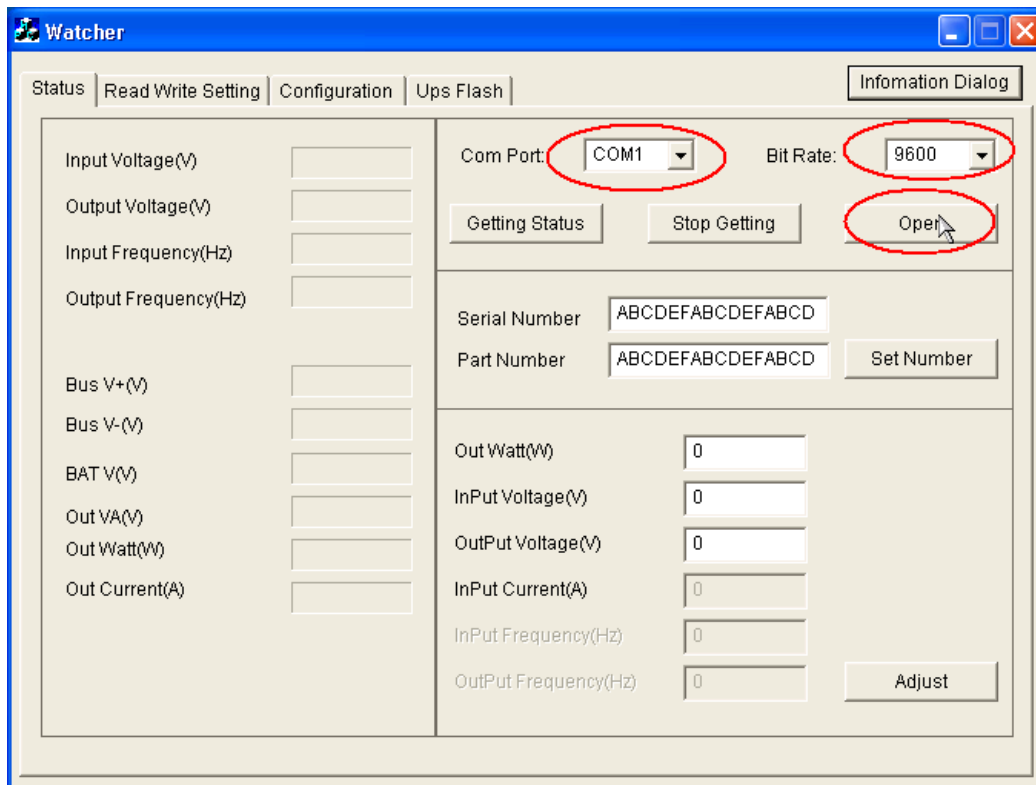 Watcher
Status Read Write Setting Configuration Ups Flash Infomation Dialog
Input Voltage(V)
Output Voltage(V)
Input Frequency(Hz)
Output Frequency(Hz)
Bus V+(V)
Bus V-(V)
BAT V(V)
Out VA(V)
Out Watt(W)
Out Current(A)
Com Port: COM1 Bit Rate: 9600
Getting Status Stop Getting Open
Serial Number ABCDEFABCDEFABCD
Part Number ABCDEFABCDEFABCD Set Number
Out Watt(W) 0
InPut Voltage(V) 0
OutPut Voltage(V) 0
InPut Current(A) 0
InPut Frequency(Hz) 0
OutPut Frequency(Hz) 0 Adjust